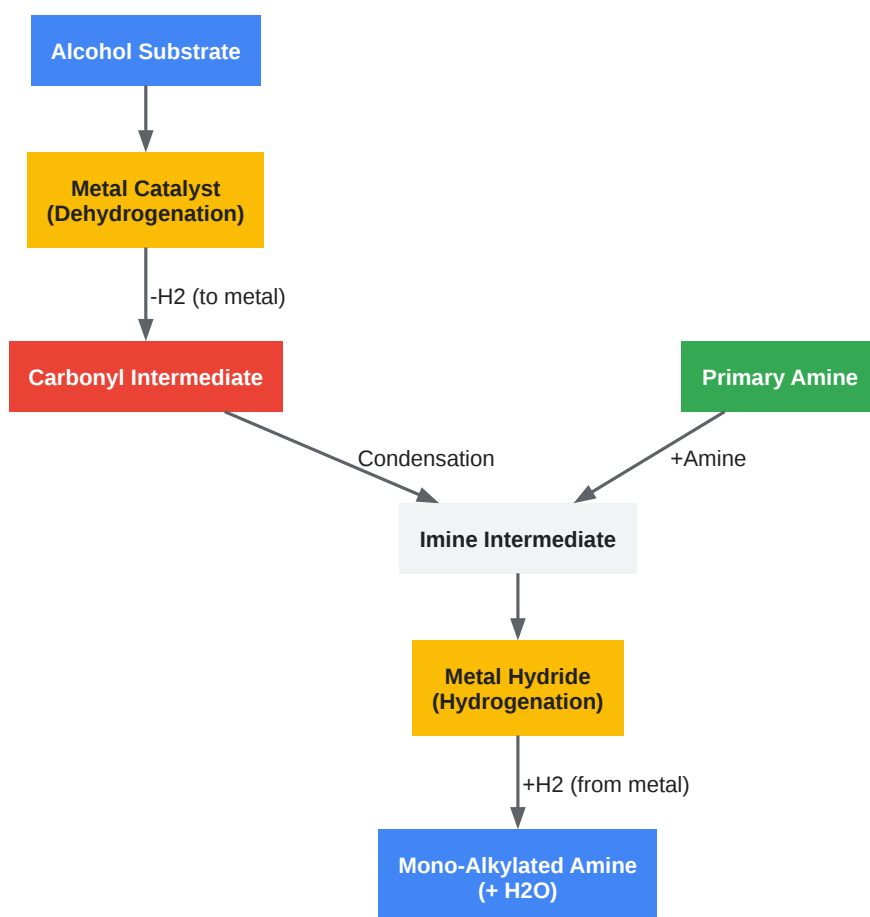 Alcohol Substrate
Metal Catalyst
(Dehydrogenation)
-H2 (to metal)
Carbonyl Intermediate
Primary Amine
Condensation
+Amine
Imine Intermediate
Metal Hydride
(Hydrogenation)
+H2 (from metal)
Mono-Alkylated Amine
(+ H2O)